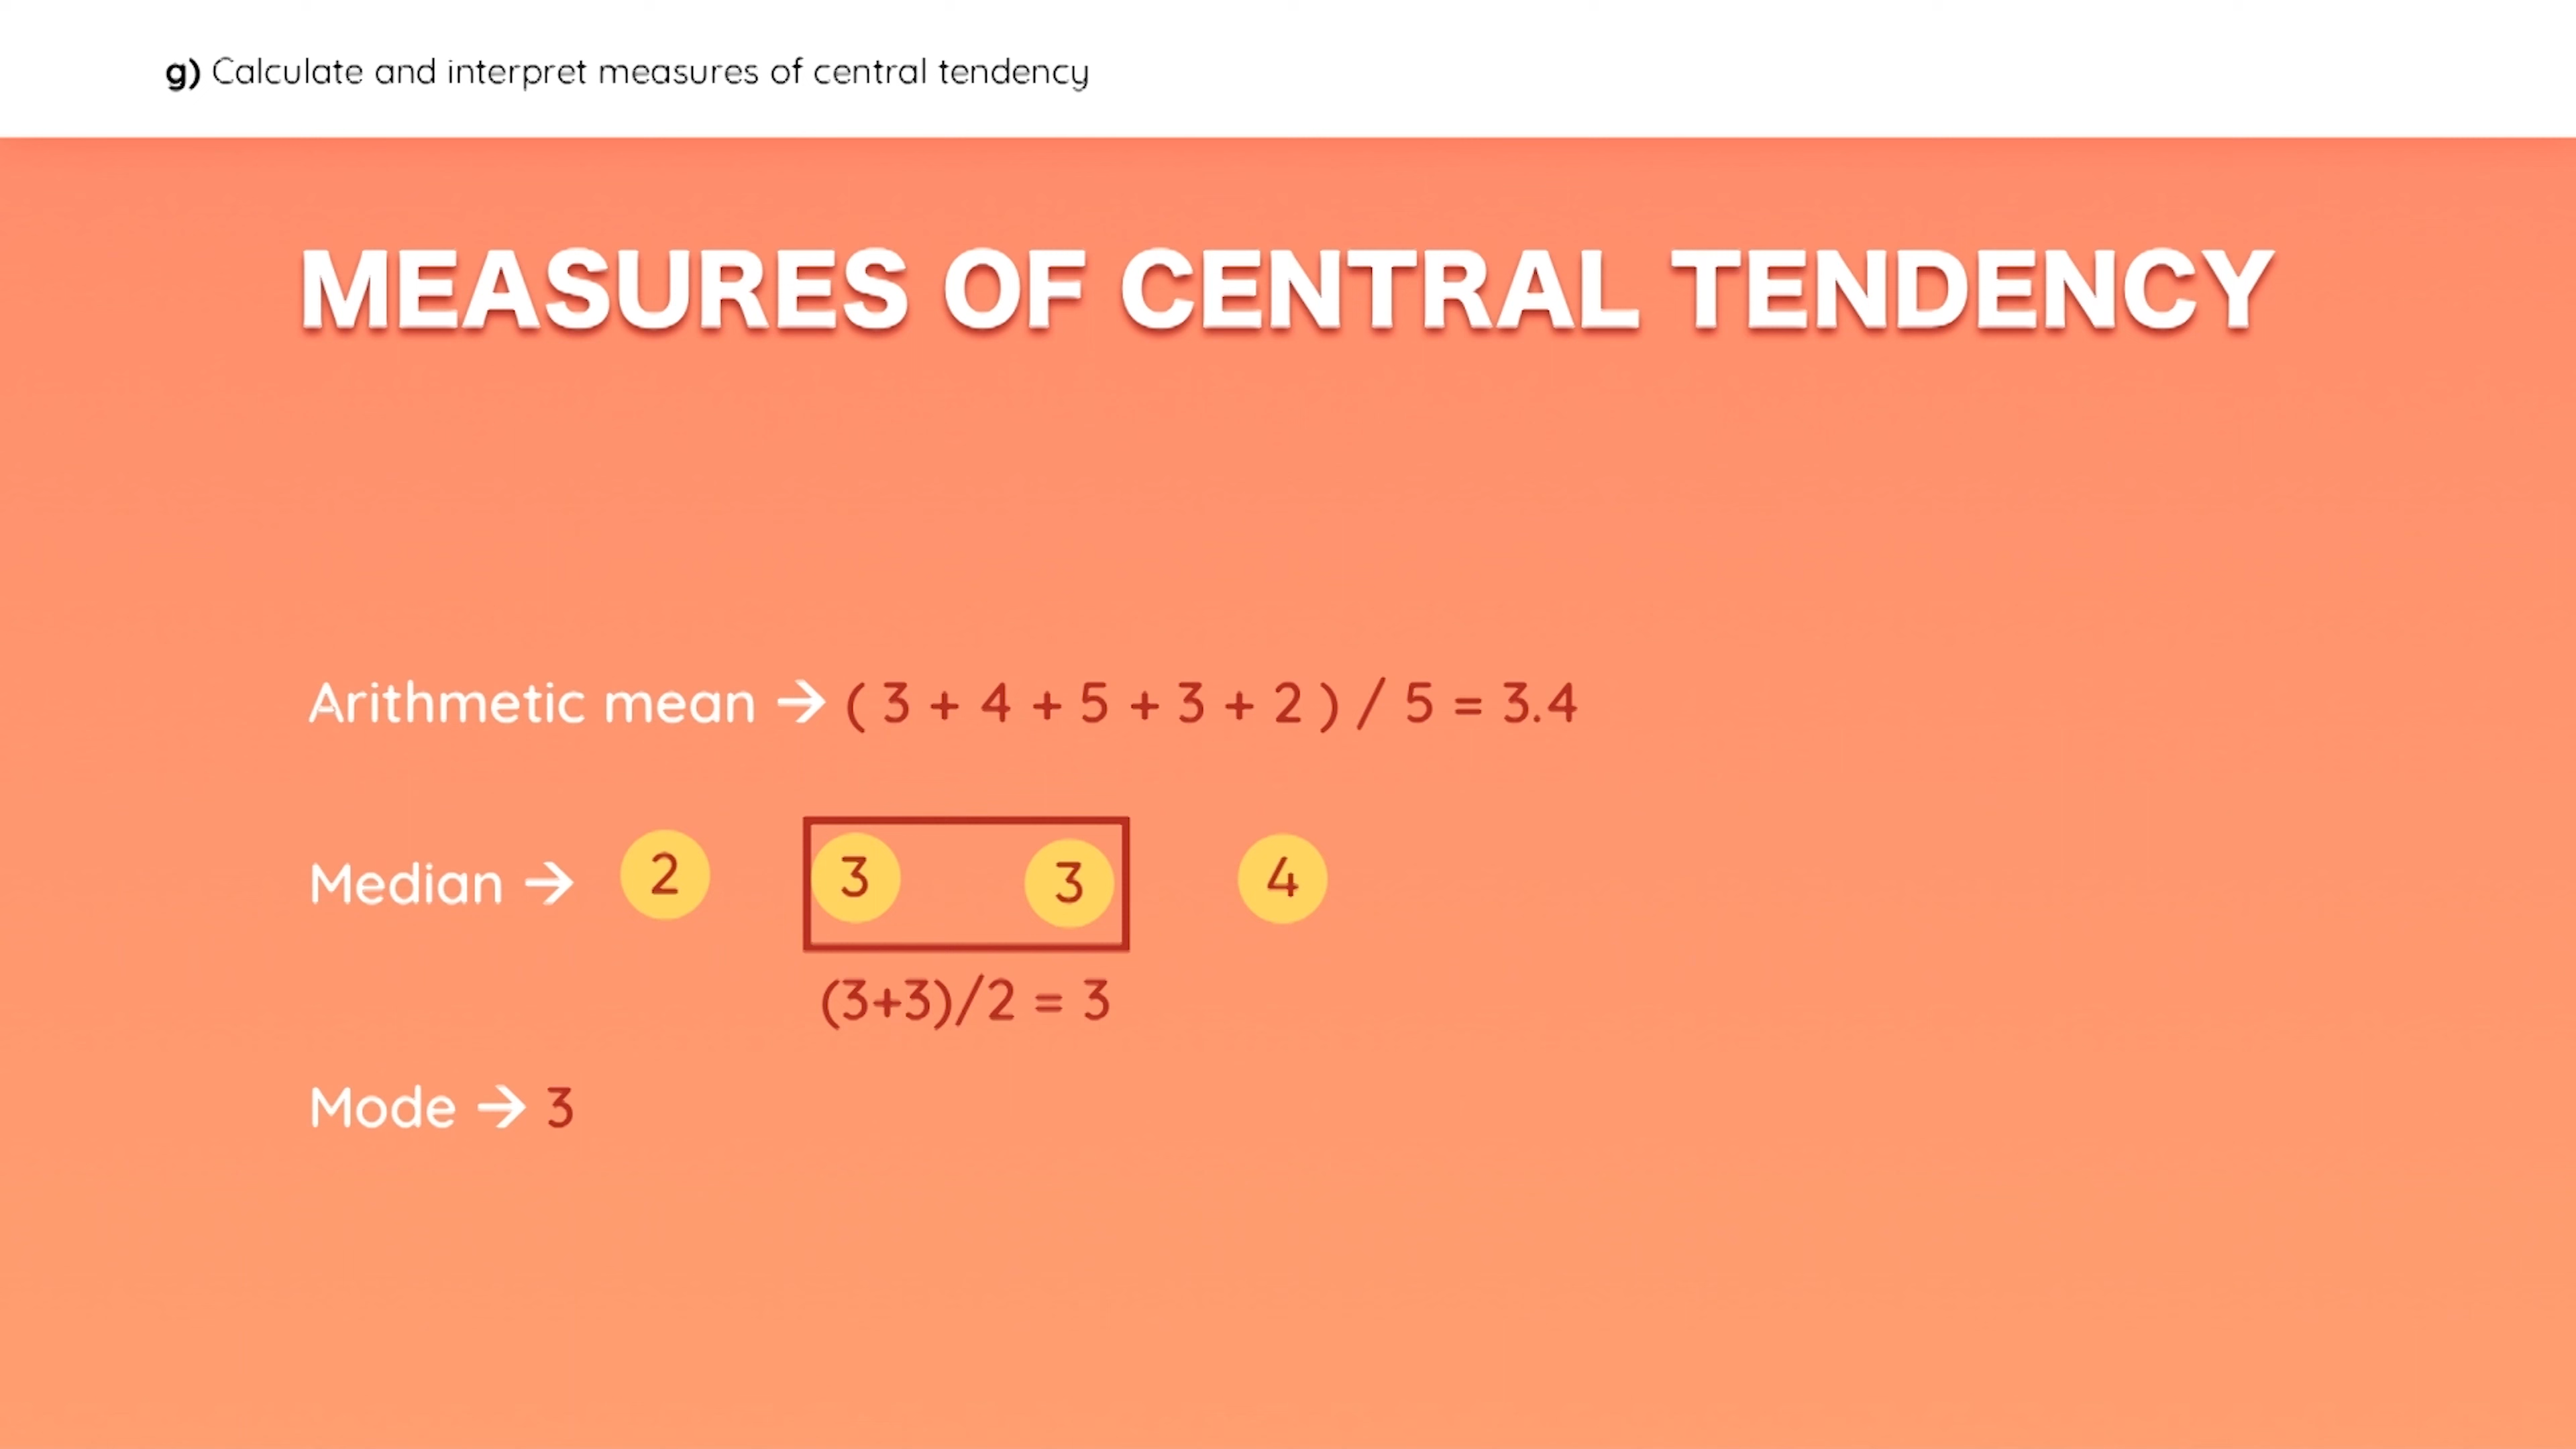 g) Calculate and interpret measures of central tendency
MEASURES OF CENTRAL TENDENCY
Arithmetic mean → ( 3 + 4 + 5 + 3 + 2 ) / 5 = 3.4
Median → 2 3 3 4
(3+3)/2 = 3
Mode → 3